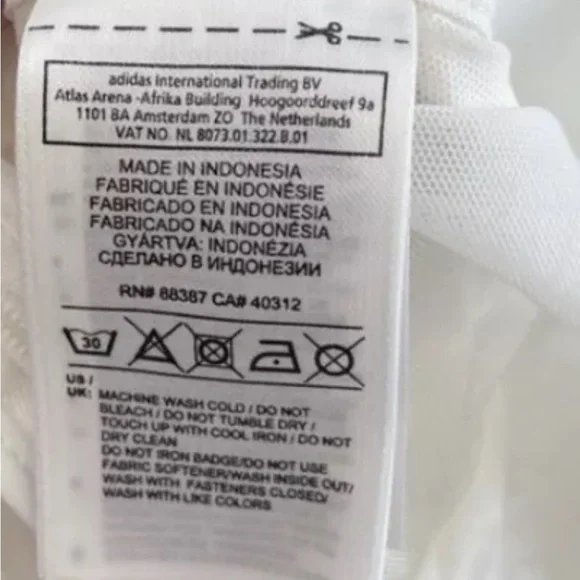 adidas International Trading BV
Atlas Arena -Afrika Building Hoogoorddreef 9a
1101 BA Amsterdam ZO The Netherlands
VAT NO. NL 8073.01.322.B.01
MADE IN INDONESIA
FABRIQUÉ EN INDONÉSIE
FABRICADO EN INDONESIA
FABRICADO NA INDONÉSIA
GYÁRTVA: INDONÉZIA
СДЕЛАНО В ИНДОНЕЗИИ
RN# 88387 CA# 40312
30
US /
UK: MACHINE WASH COLD / DO NOT
BLEACH / DO NOT TUMBLE DRY /
TOUCH UP WITH COOL IRON / DO NOT
DRY CLEAN
DO NOT IRON BADGE/DO NOT USE
FABRIC SOFTENER/WASH INSIDE OUT/
WASH WITH FASTENERS CLOSED/
WASH WITH LIKE COLORS